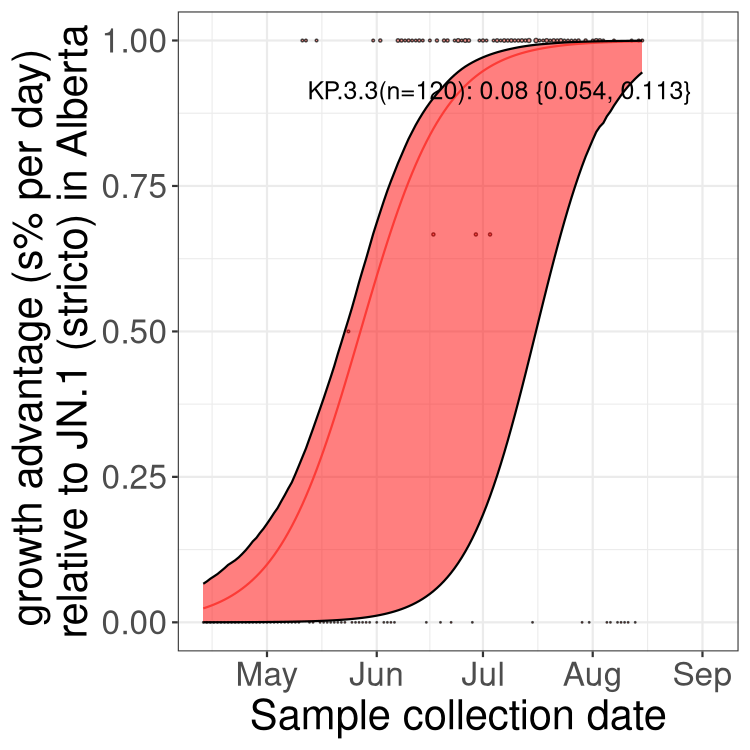 growth advantage (s% per day)
relative to JN.1 (stricto) in Alberta
1.00
0.75
0.50
0.25
0.00
KP.3.3(n=120): 0.08 {0.054, 0.113}
May Jun Jul Aug Sep
Sample collection date